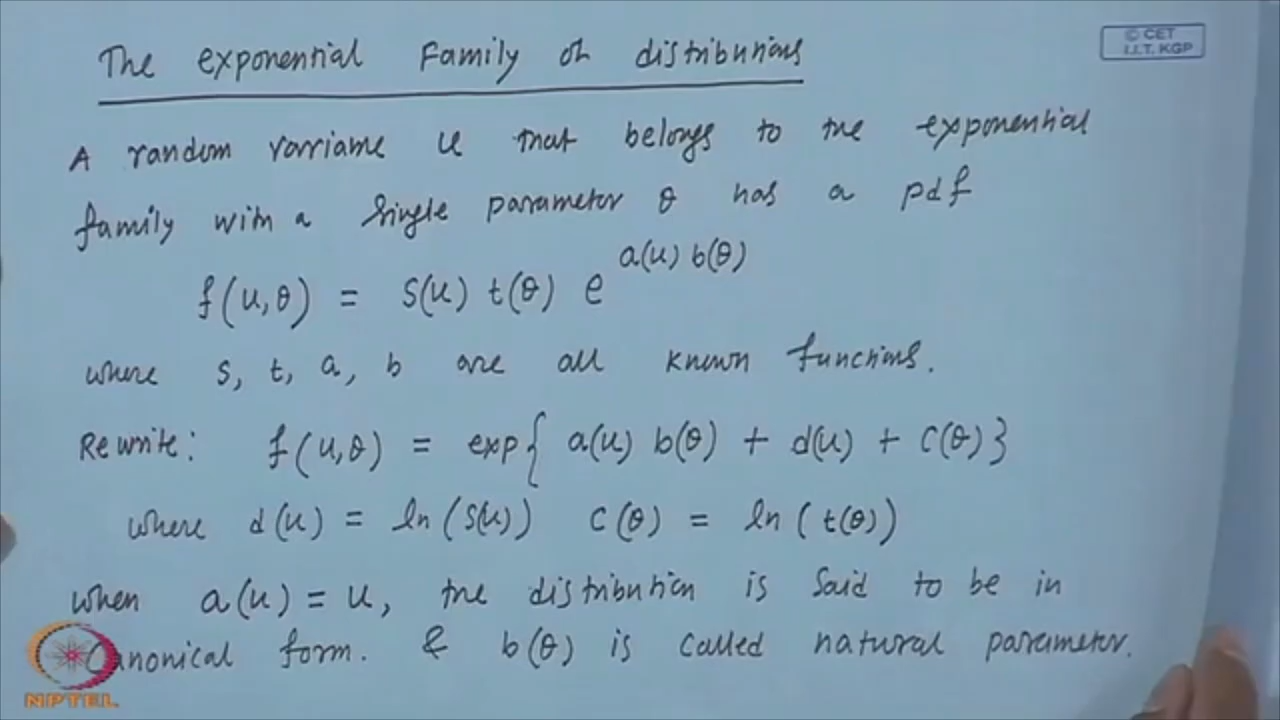 The exponential Family of distributions
© CET
I.I.T. KGP
A random variable u that belongs to the exponential
family with a single parameter θ has a pdf
f(u,θ) = s(u) t(θ) e^{a(u) b(θ)}
where s, t, a, b are all known functions.
Rewrite: f(u,θ) = exp{ a(u) b(θ) + d(u) + c(θ)}
where d(u) = ln(s(u)) c(θ) = ln(t(θ))
when a(u) = u, the distribution is said to be in
canonical form. & b(θ) is called natural parameter.
NPTEL